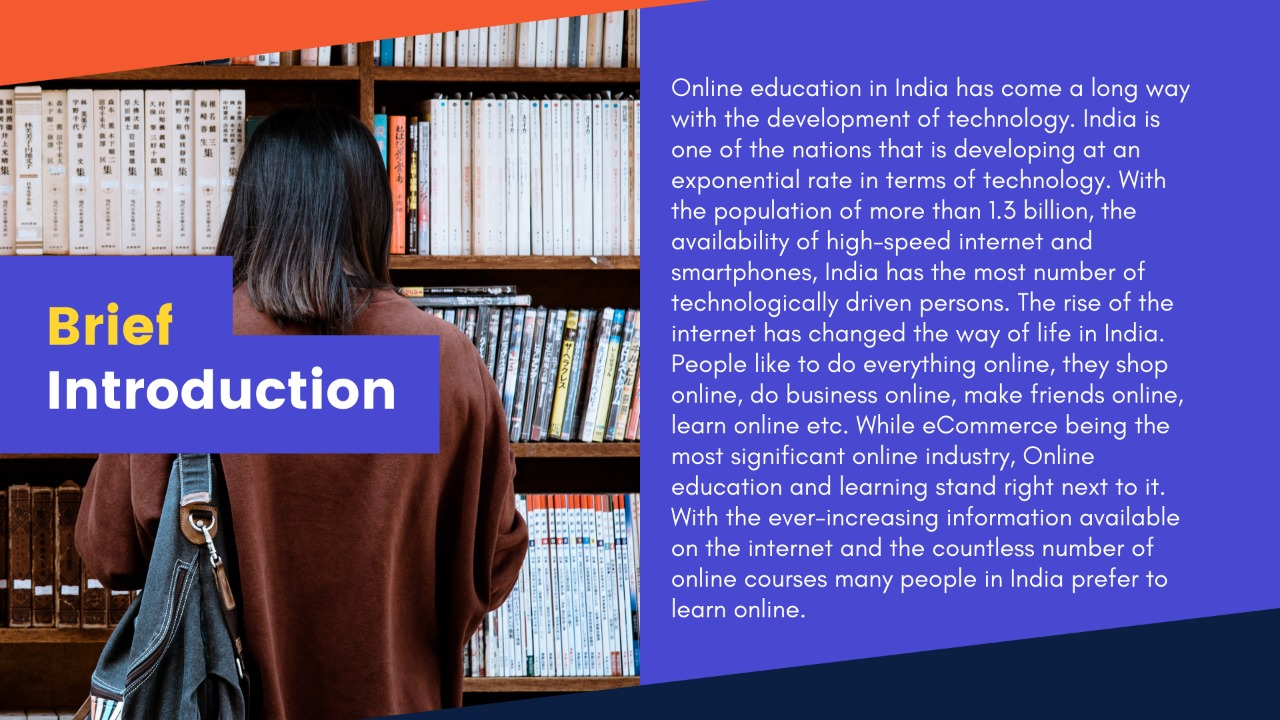 Brief
Introduction
Online education in India has come a long way
with the development of technology. India is
one of the nations that is developing at an
exponential rate in terms of technology. With
the population of more than 1.3 billion, the
availability of high-speed internet and
smartphones, India has the most number of
technologically driven persons. The rise of the
internet has changed the way of life in India.
People like to do everything online, they shop
online, do business online, make friends online,
learn online etc. While eCommerce being the
most significant online industry, Online
education and learning stand right next to it.
With the ever-increasing information available
on the internet and the countless number of
online courses many people in India prefer to
learn online.